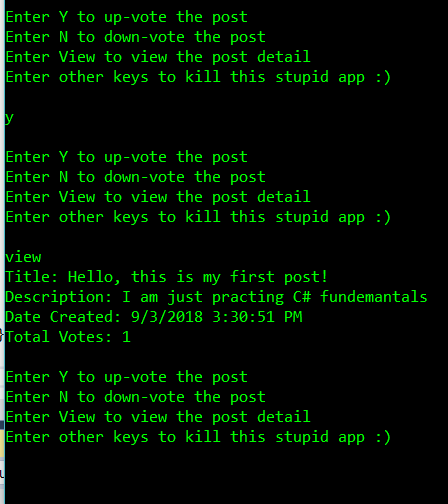 Enter Y to up-vote the post
Enter N to down-vote the post
Enter View to view the post detail
Enter other keys to kill this stupid app :)
y
Enter Y to up-vote the post
Enter N to down-vote the post
Enter View to view the post detail
Enter other keys to kill this stupid app :)
view
Title: Hello, this is my first post!
Description: I am just practing C# fundemantals
Date Created: 9/3/2018 3:30:51 PM
Total Votes: 1
Enter Y to up-vote the post
Enter N to down-vote the post
Enter View to view the post detail
Enter other keys to kill this stupid app :)